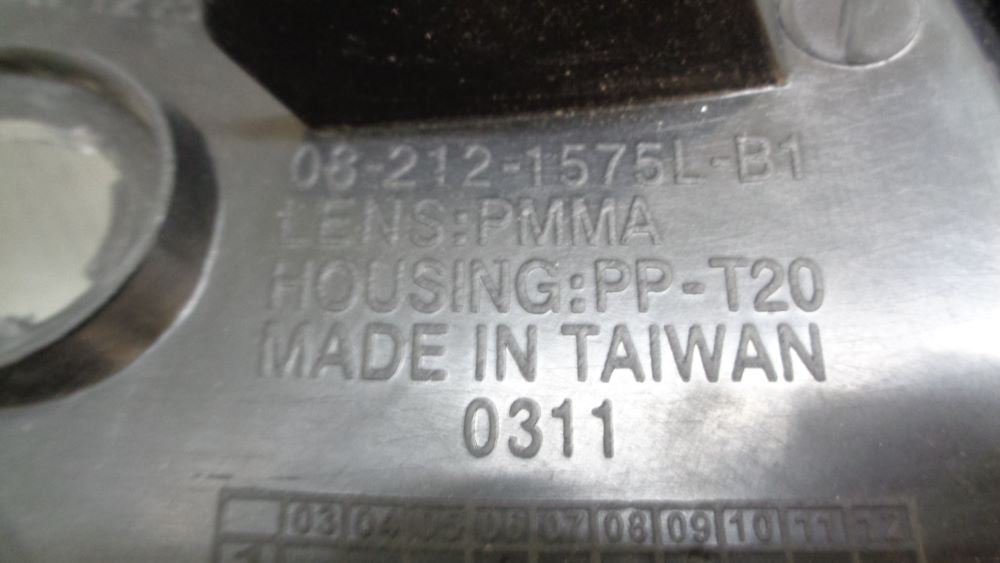 08-212-1575L-B1
LENS:PMMA
HOUSING:PP-T20
MADE IN TAIWAN
0311
03 04 05 06 07 08 09 10 11 12